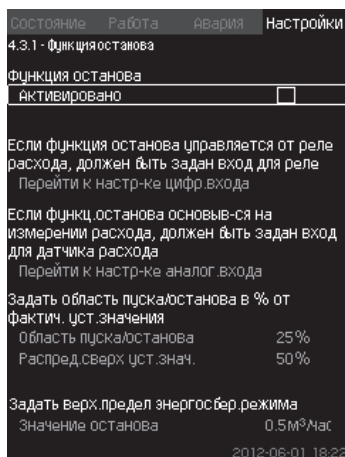 Состояние Работа Авария Настройки
4.3.1 - Функция останова
Функция останова
Активировано
Если функция останова управляется от реле
расхода, должен быть задан вход для реле
Перейти к настр-ке цифр.входа
Если функц.останова основыв-ся на
измерении расхода, должен быть задан вход
для датчика расхода
Перейти к настр-ке аналог.входа
Задать область пуска/останова в % от
фактич. уст.значения
Область пуска/останова 25%
Распред.сверх уст.знач. 50%
Задать верх.предел энергосбер.режима
Значение останова 0.5м³/час
2012-06-01 18:22